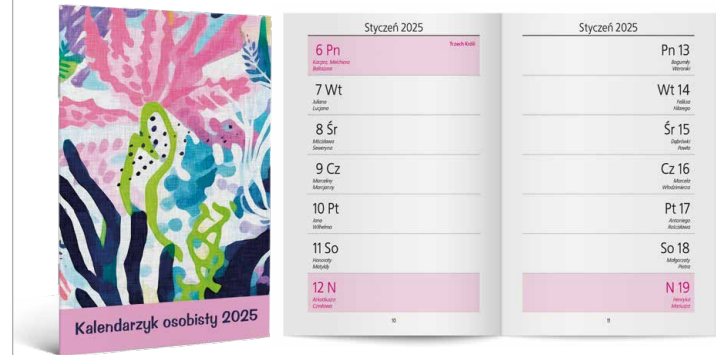 Kalendarzyk osobisty 2025
Styczeń 2025
6 Pn
Trzech Króli
Kacpra, Melchiora
Baltazara
7 Wt
Juliana
Lucjana
8 Śr
Mścisława
Seweryna
9 Cz
Marceliny
Marcjanny
10 Pt
Jana
Wilhelma
11 So
Honoraty
Matyldy
12 N
Arkadiusza
Czesława
10
Styczeń 2025
Pn 13
Bogumiły
Weroniki
Wt 14
Feliksa
Hilarego
Śr 15
Dąbrówki
Pawła
Cz 16
Marcela
Włodzimierza
Pt 17
Antoniego
Rościsława
So 18
Małgorzaty
Piotra
N 19
Henryka
Mariusza
11